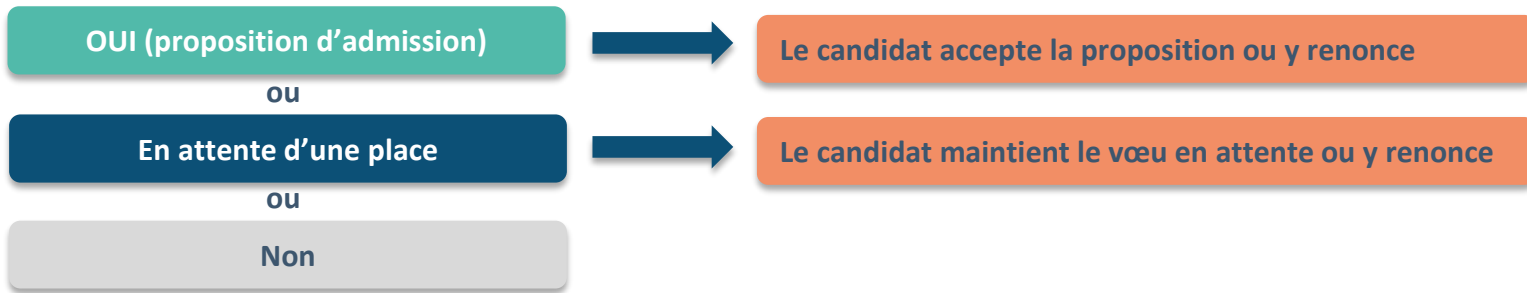 OUI (proposition d’admission)
Le candidat accepte la proposition ou y renonce
ou
En attente d’une place
Le candidat maintient le vœu en attente ou y renonce
ou
Non